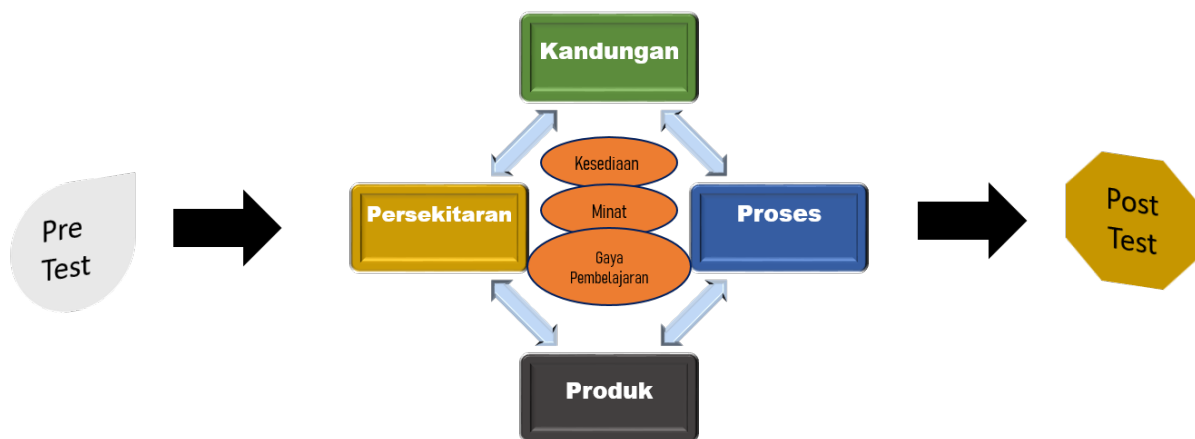 Kandungan
Kesediaan
Pre
Test
Persekitaran
Minat
Proses
Post
Test
Gaya
Pembelajaran
Produk